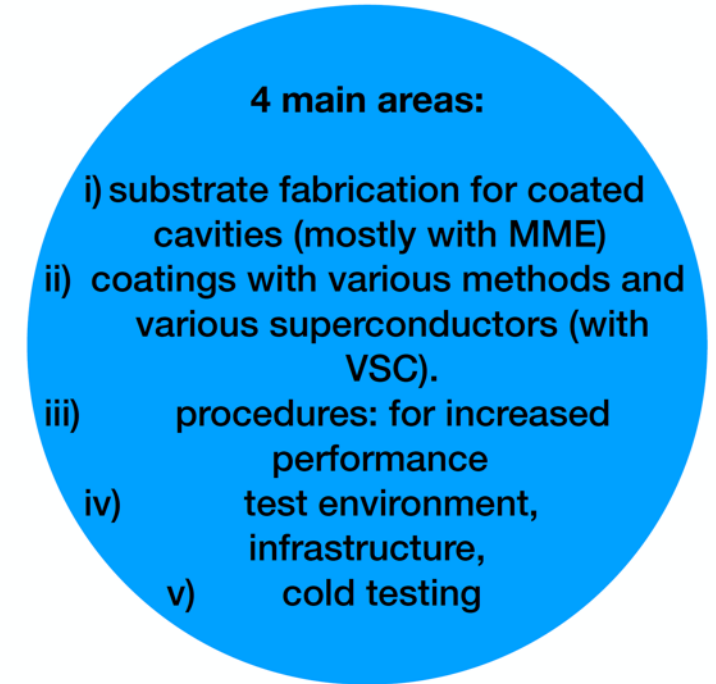 4 main areas:
i) substrate fabrication for coated
cavities (mostly with MME)
ii) coatings with various methods and
various superconductors (with
VSC).
iii) procedures: for increased
performance
iv) test environment,
infrastructure,
v) cold testing